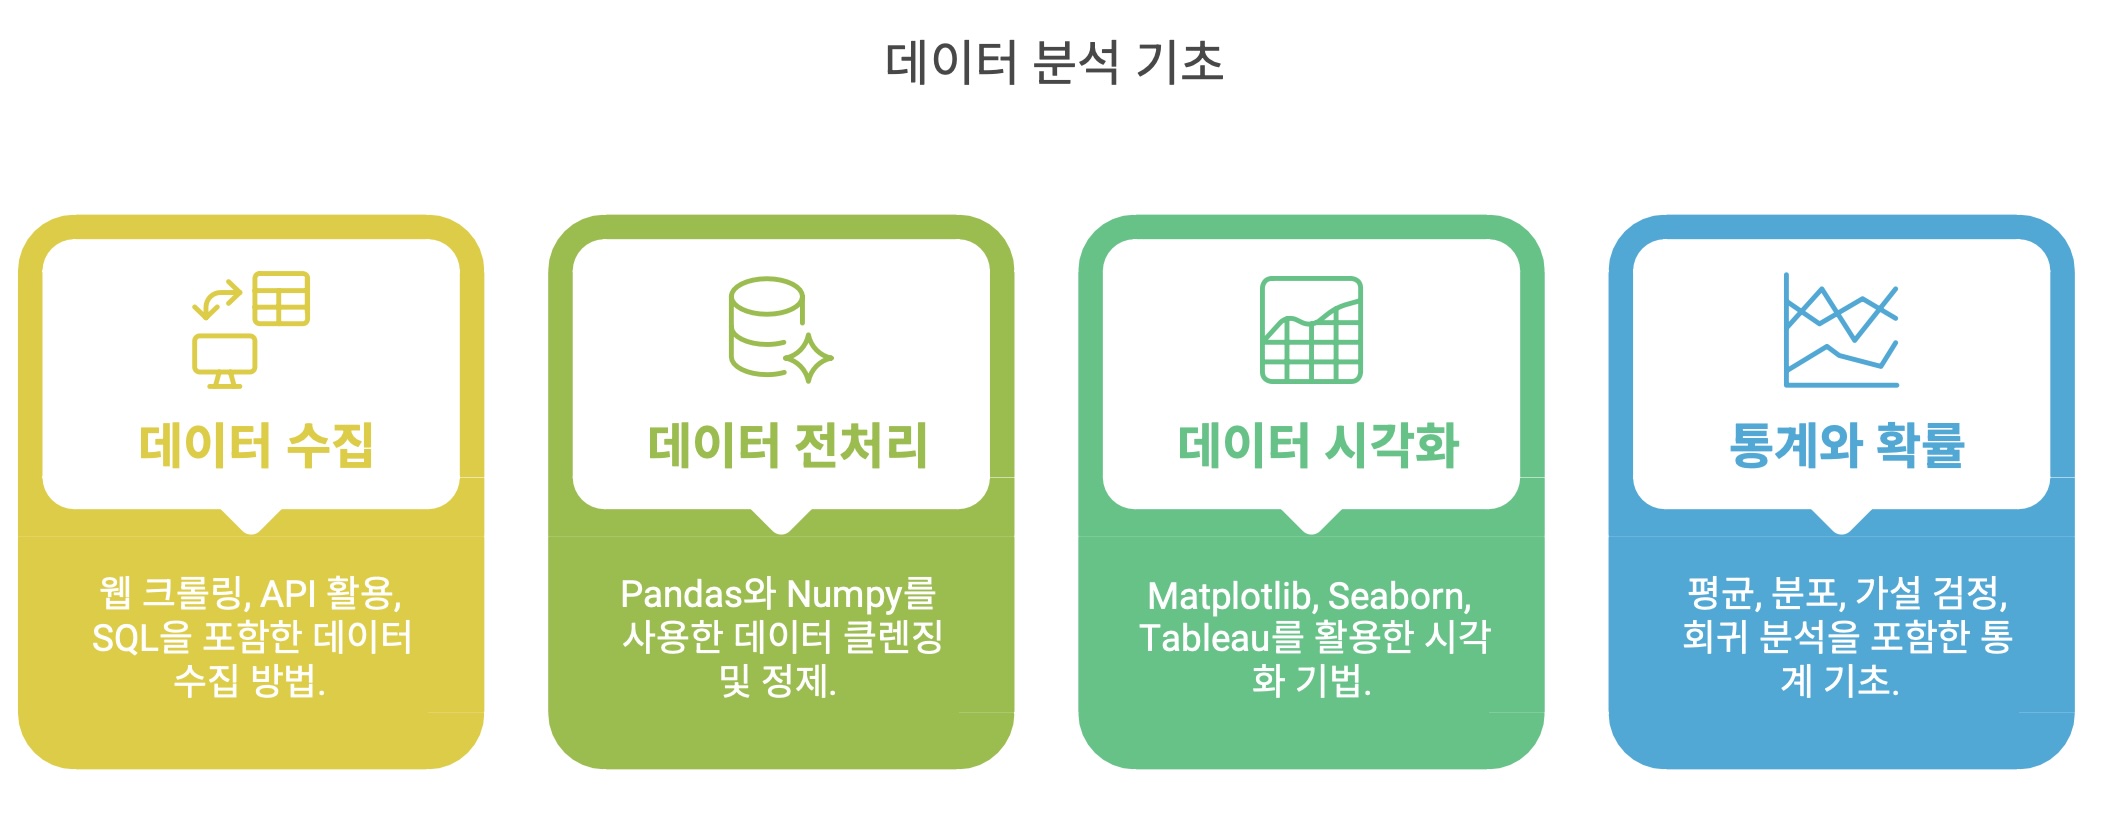 데이터 분석 기초
데이터 수집
웹 크롤링, API 활용,
SQL을 포함한 데이터
수집 방법.
데이터 전처리
Pandas와 Numpy를
사용한 데이터 클렌징
및 정제.
데이터 시각화
Matplotlib, Seaborn,
Tableau를 활용한 시각
화 기법.
통계와 확률
평균, 분포, 가설 검정,
회귀 분석을 포함한 통
계 기초.